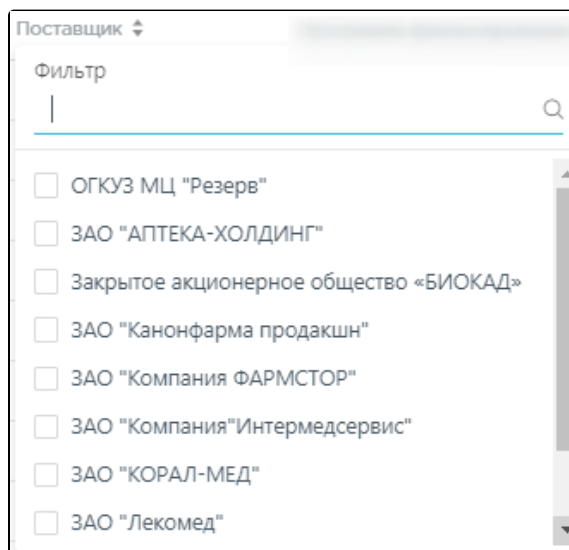 Поставщик
Фильтр
ОГКУЗ МЦ "Резерв"
ЗАО "АПТЕКА-ХОЛДИНГ"
Закрытое акционерное общество «БИОКАД»
ЗАО "Канонфарма продакшн"
ЗАО "Компания ФАРМСТОР"
ЗАО "Компания"Интермедсервис"
ЗАО "КОРАЛ-МЕД"
ЗАО "Лекомед"